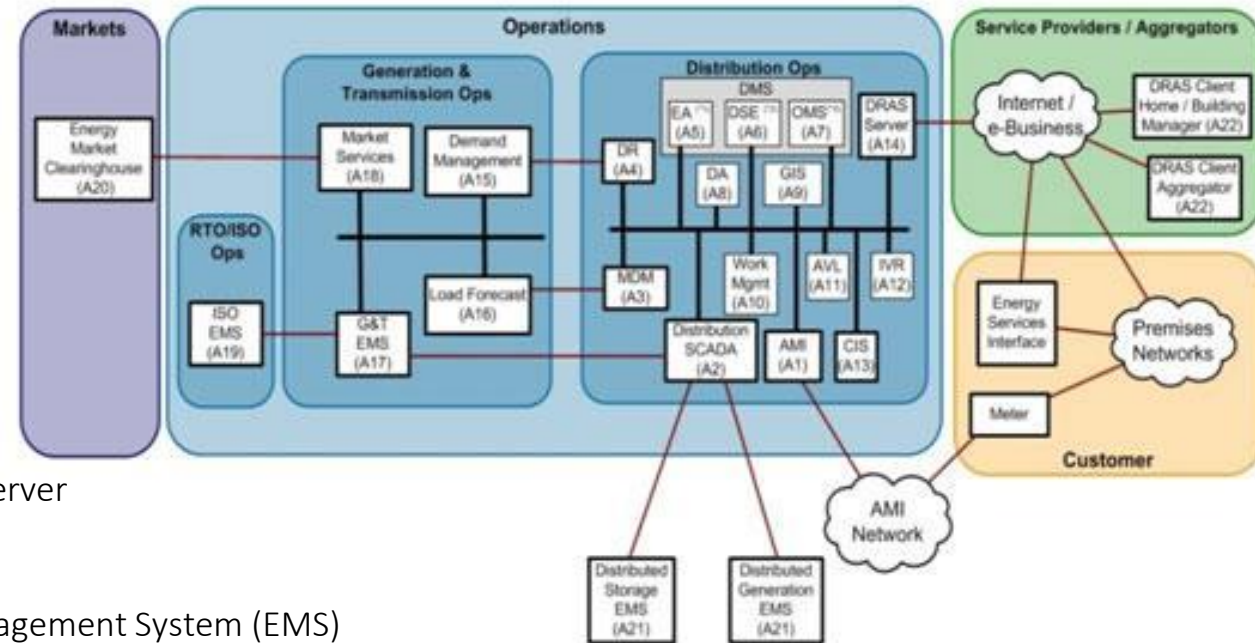 Markets
Operations
Service Providers / Aggregators
Generation &
Transmission Ops
Distribution Ops
DMS
EA
(A5)
DSE
(A6)
OMS
(A7)
DRAS
Server
(A14)
Internet /
e-Business
DRAS Client
Home / Building
Manager (A22)
DRAS Client
Aggregator
(A22)
Energy
Market
Clearinghouse
(A20)
Market
Services
(A18)
Demand
Management
(A15)
DR
(A4)
DA
(A8)
GIS
(A9)
RTO/ISO
Ops
ISO
EMS
(A19)
G&T
EMS
(A17)
Load Forecast
(A16)
MDM
(A3)
Work
Mgmt
(A10)
AVL
(A11)
IVR
(A12)
Distribution
SCADA
(A2)
AMI
(A1)
CIS
(A13)
Energy
Services
Interface
Premises
Networks
Meter
Customer
erver
AMI
Network
Distributed
Storage
EMS
(A21)
Distributed
Generation
EMS
(A21)
agement System (EMS)